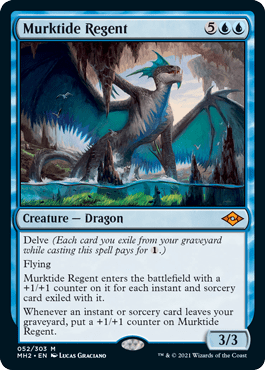 Murktide Regent 5
Creature — Dragon
Delve (Each card you exile from your graveyard
while casting this spell pays for 1.)
Flying
Murktide Regent enters the battlefield with a
+1/+1 counter on it for each instant and sorcery
card exiled with it.
Whenever an instant or sorcery card leaves your
graveyard, put a +1/+1 counter on Murktide
Regent.
3/3
052/303 M
MH2 • EN LUCAS GRACIANO ™ & © 2021 Wizards of the Coast